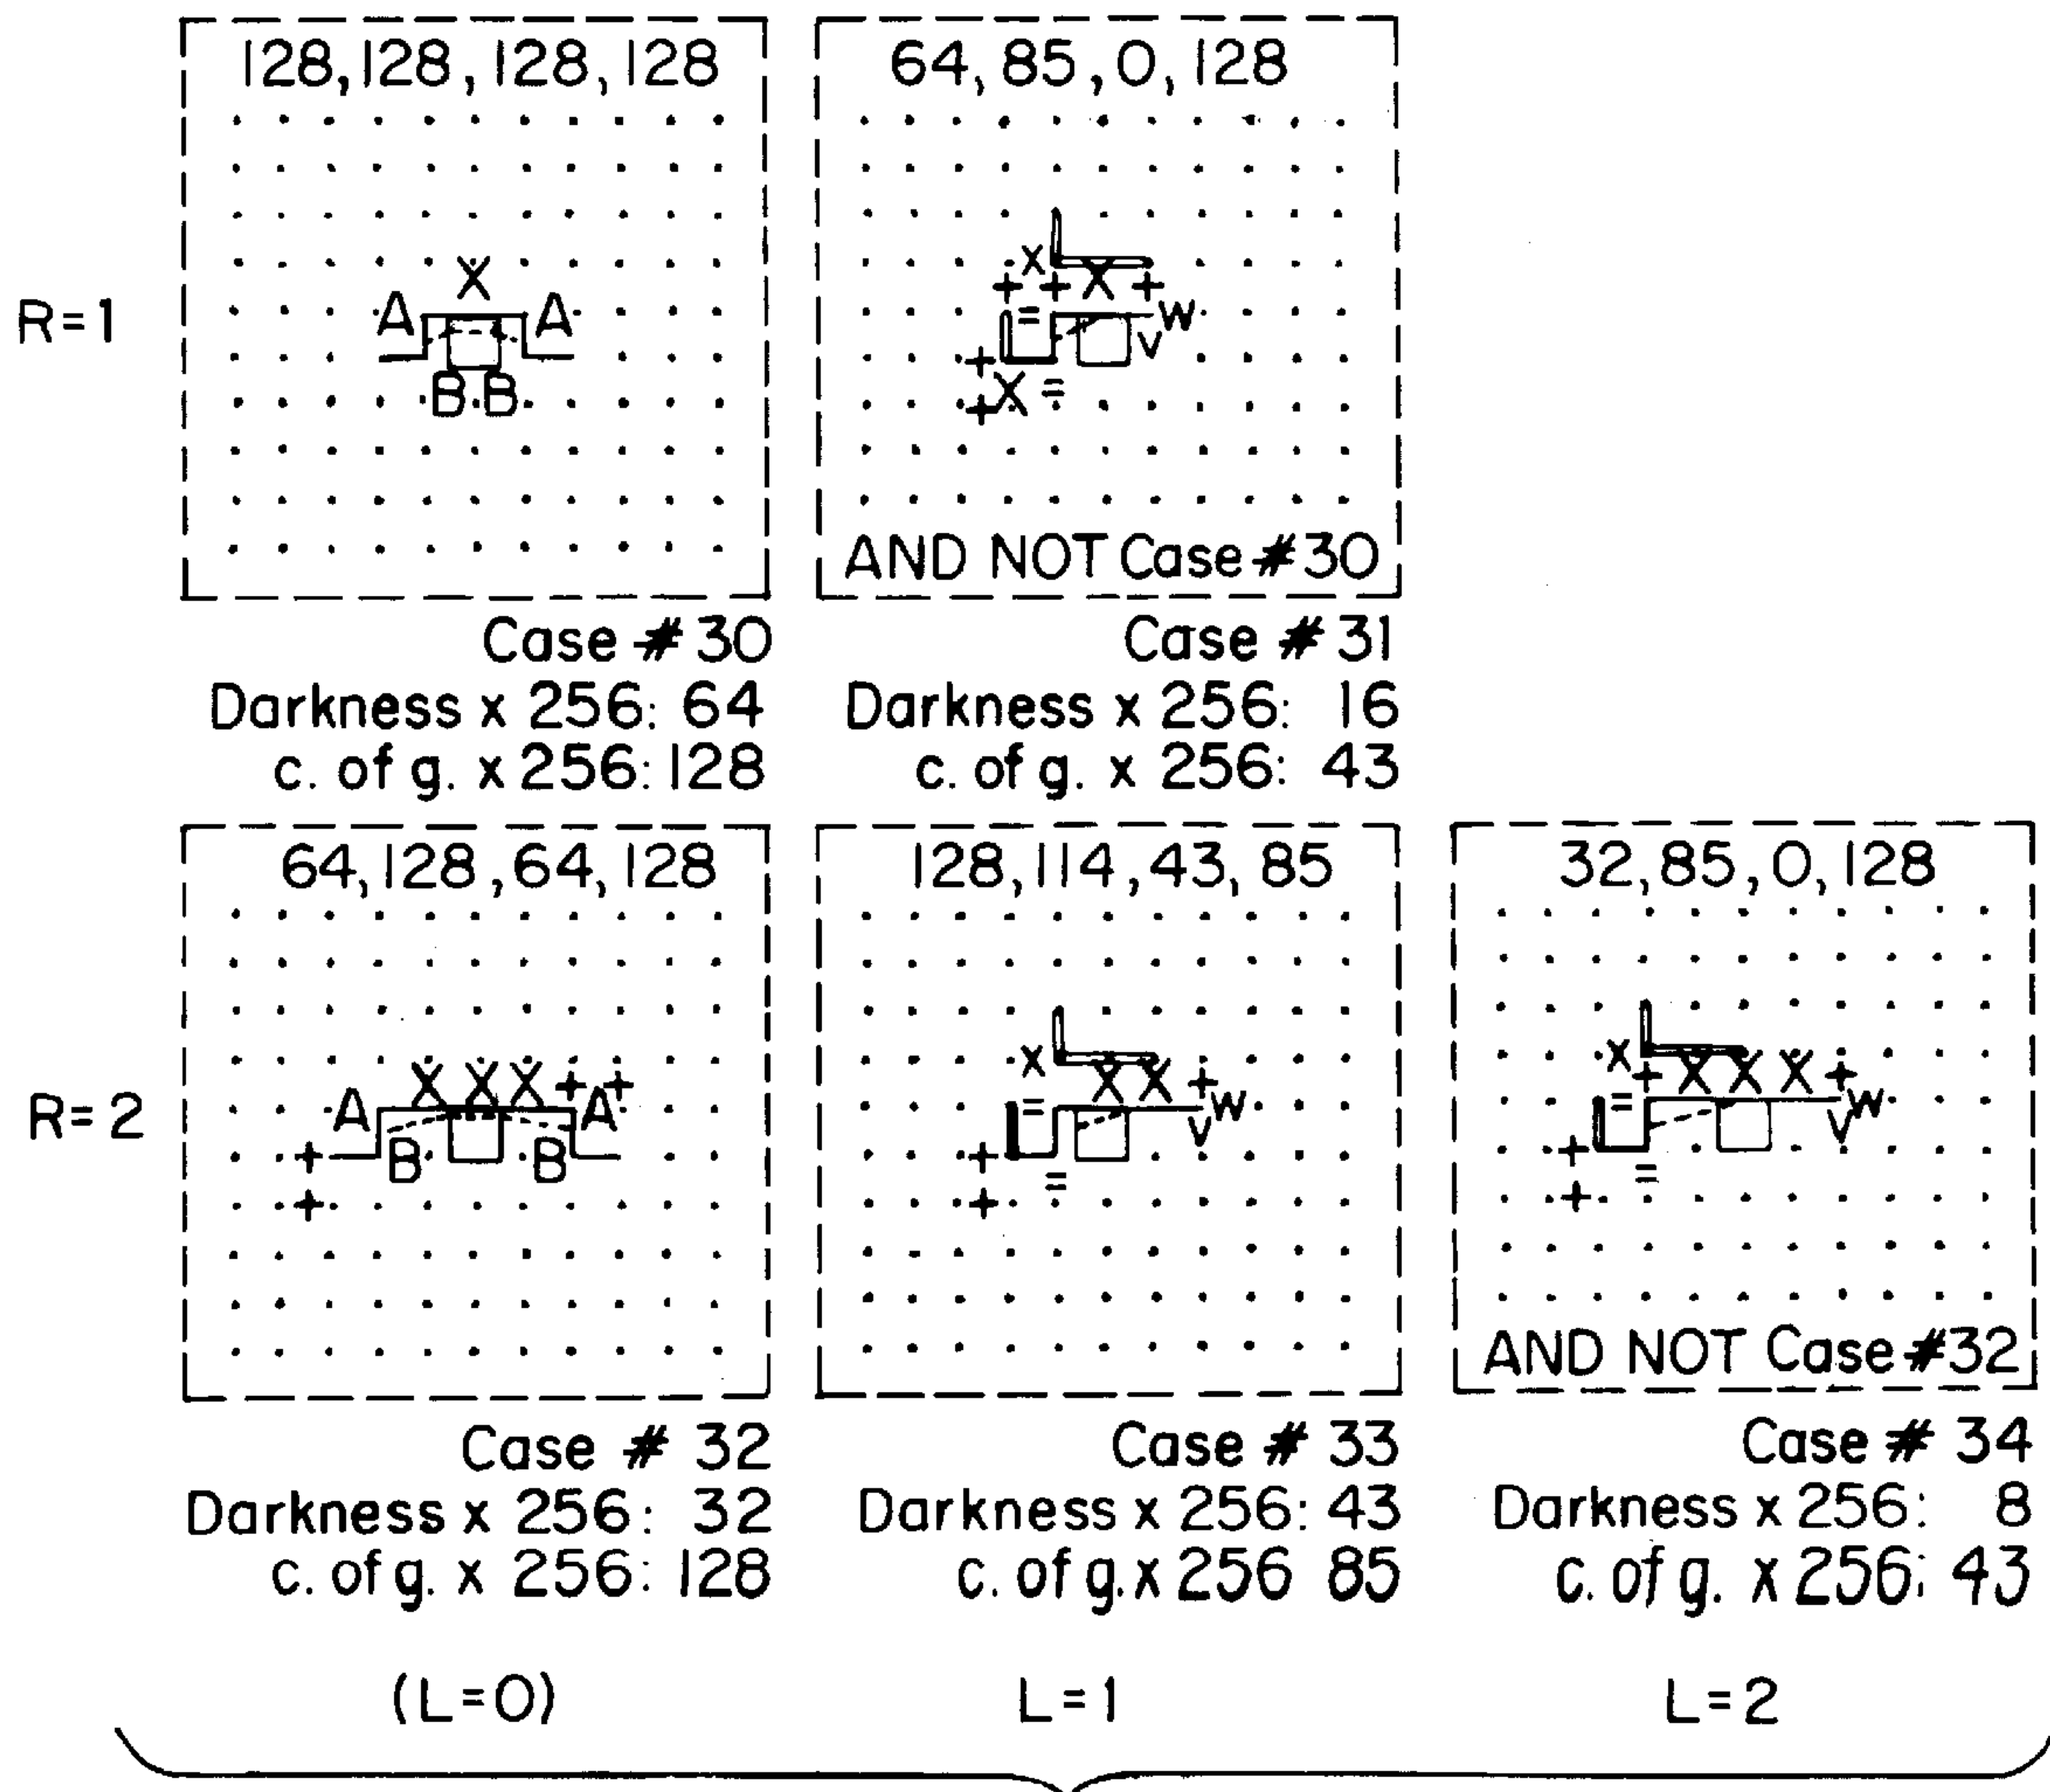 128,128,128,128
64,85,0,128
X
A A
B B
R=1
x
+ + X +
= w
+ v
+X =
AND NOT Case #30
Case # 30
Darkness x 256: 64
c. of g. x 256: 128
Case # 31
Darkness x 256: 16
c. of g. x 256: 43
64,128,64,128
128,114,43,85
32,85,0,128
R=2
X X X + +
A A
+ B B
+
x
X X +
= w
+ v
+ =
x
+ X X X +
= w
+ v
+ =
AND NOT Case #32
Case # 32
Darkness x 256: 32
c. of g. x 256: 128
Case # 33
Darkness x 256: 43
c. of g. x 256 85
Case # 34
Darkness x 256: 8
c. of g. x 256: 43
(L=0)
L=1
L=2